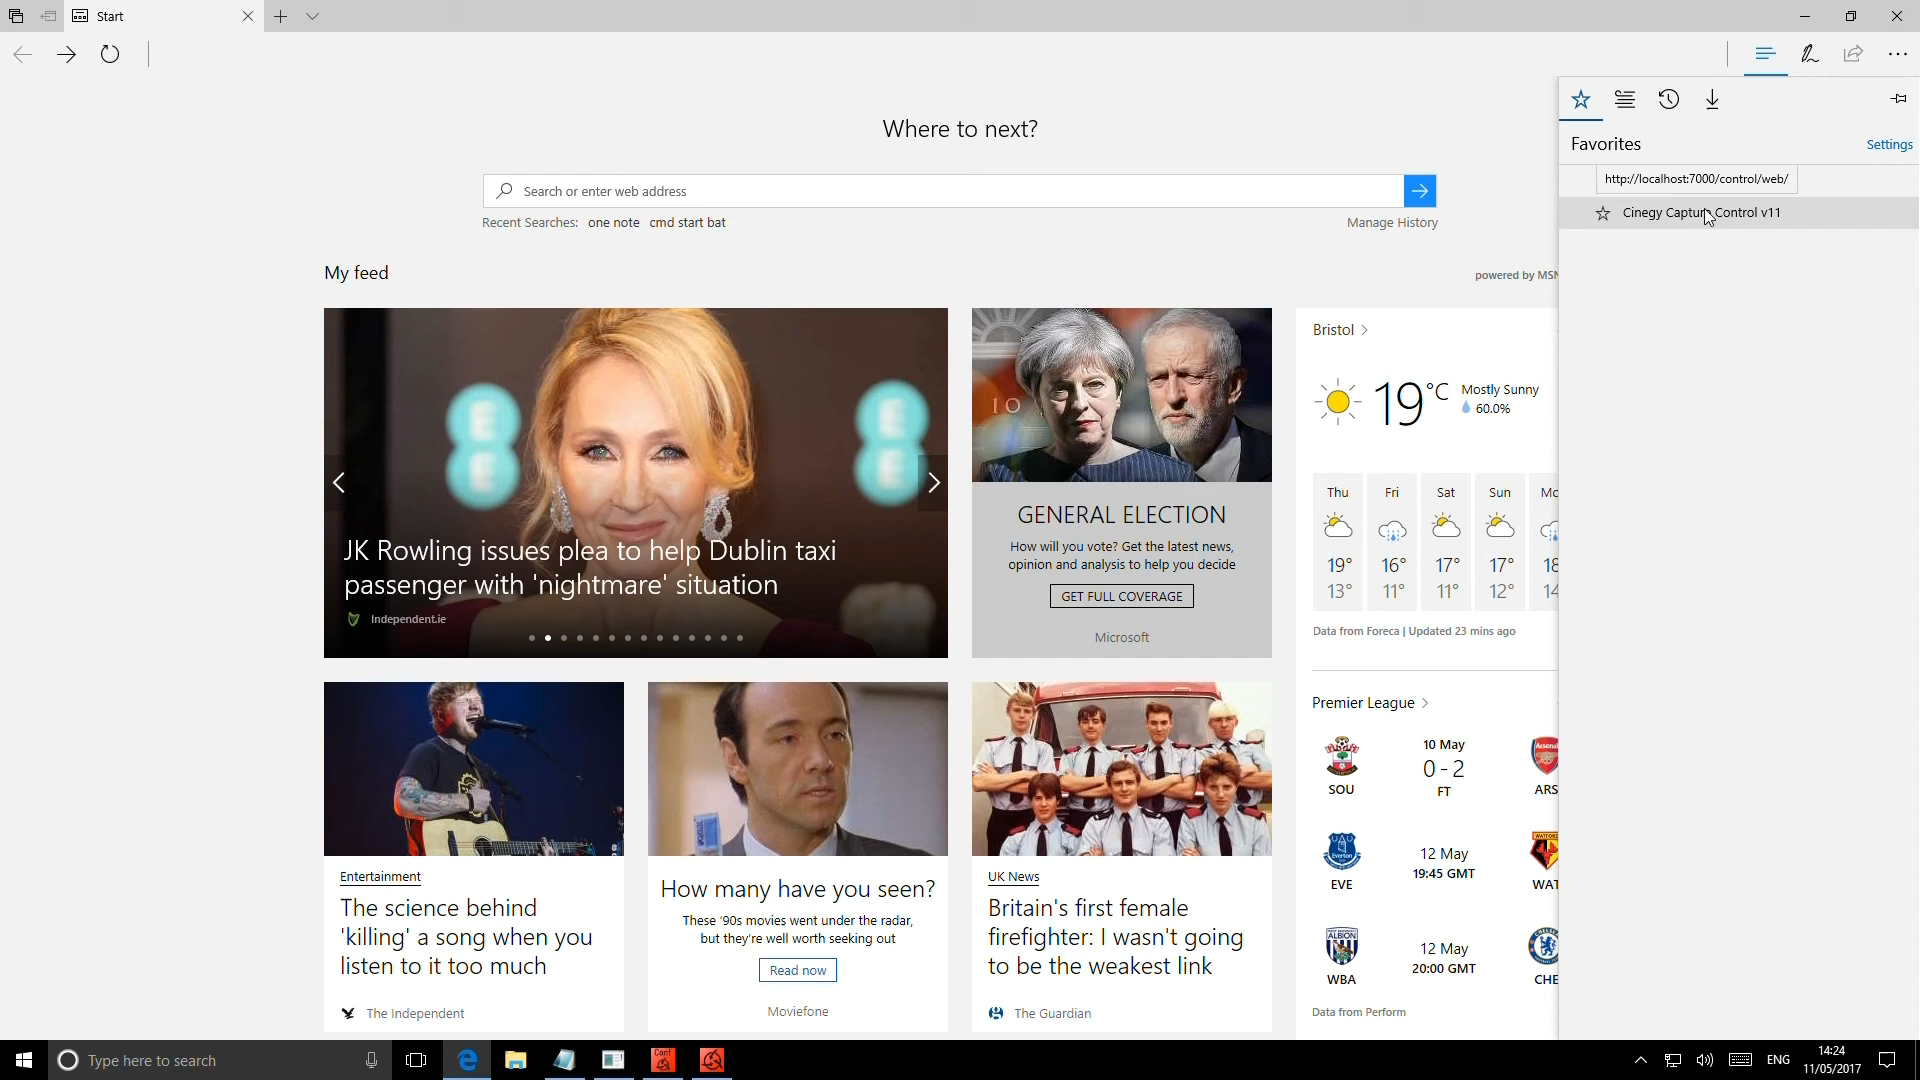 Start
Where to next?
Search or enter web address
Recent Searches: one note cmd start bat
Manage History
My feed
powered by MSN
JK Rowling issues plea to help Dublin taxi
passenger with 'nightmare' situation
Independent.ie
GENERAL ELECTION
How will you vote? Get the latest news,
opinion and analysis to help you decide
GET FULL COVERAGE
Microsoft
Bristol
19°C
Mostly Sunny
60.0%
Thu Fri Sat Sun Mo
19° 16° 17° 17° 18
13° 11° 11° 12° 14
Data from Foreca | Updated 23 mins ago
Entertainment
The science behind
'killing' a song when you
listen to it too much
The Independent
How many have you seen?
These '90s movies went under the radar,
but they're well worth seeking out
Read now
Moviefone
UK News
Britain's first female
firefighter: I wasn't going
to be the weakest link
The Guardian
Premier League
10 May
0 - 2
SOU FT ARS
12 May
19:45 GMT
EVE WAT
12 May
20:00 GMT
WBA CHE
Data from Perform
Favorites
Settings
http://localhost:7000/control/web/
Cinegy Capture Control v11
Type here to search
ENG
14:24
11/05/2017